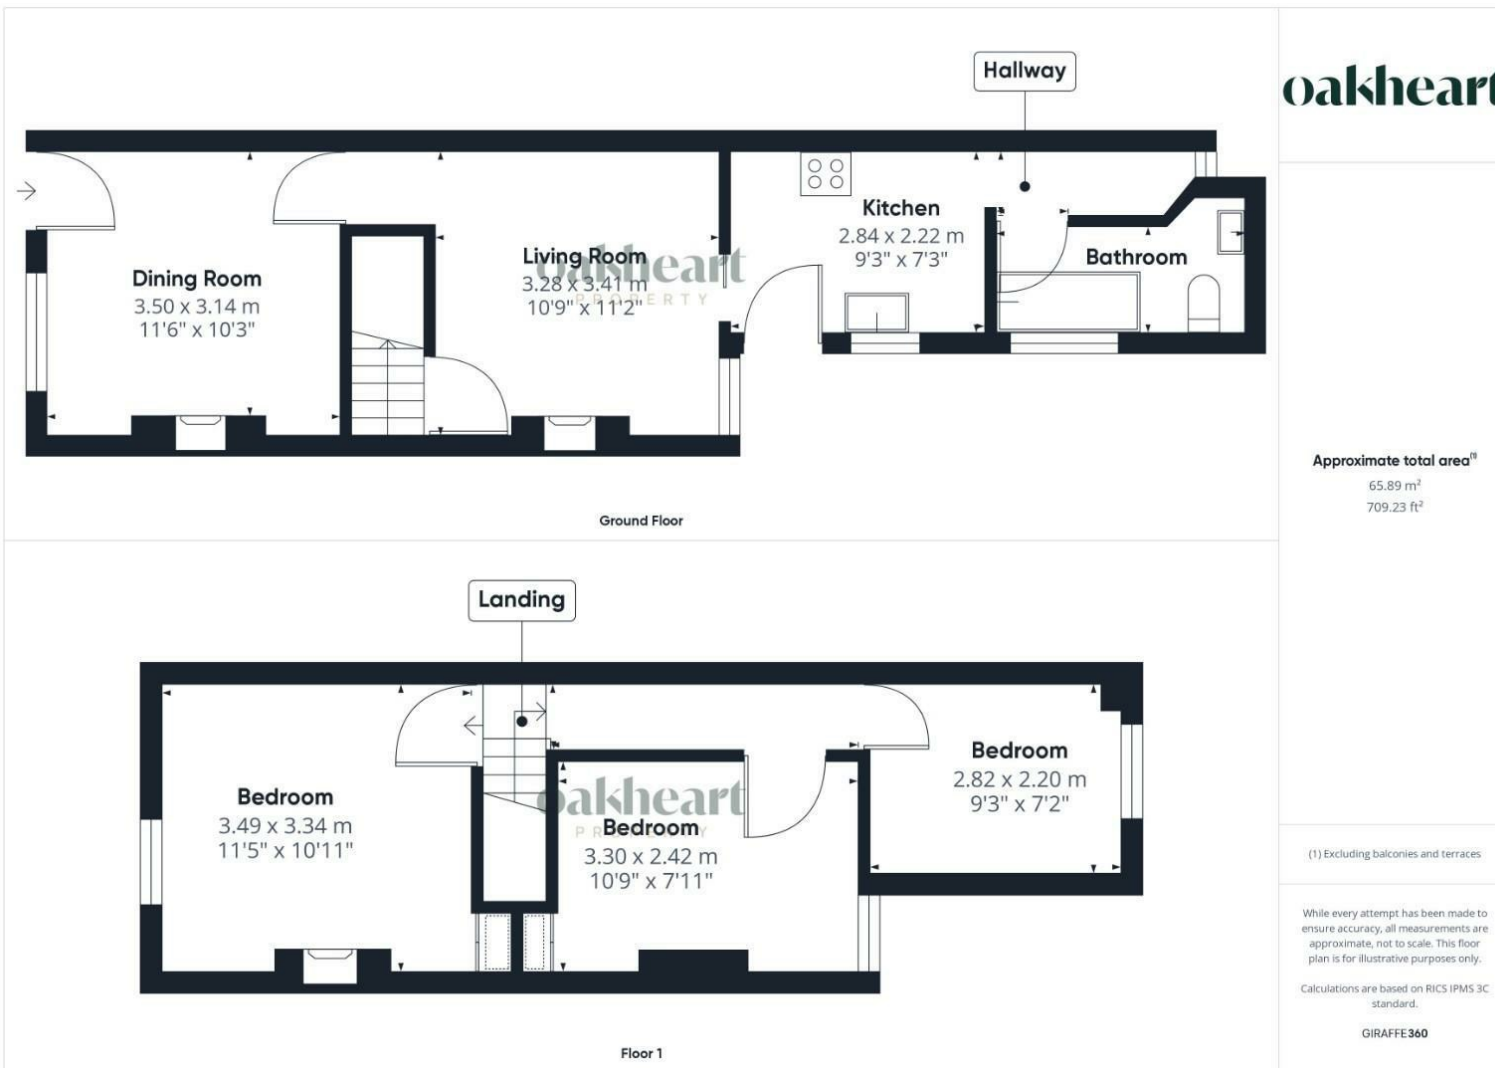 Hallway
oakheart
Kitchen
2.84 x 2.22 m
9'3" x 7'3"
Living Room
3.28 x 3.41 m
10'9" x 11'2"
oakheart
PROPERTY
Bathroom
Dining Room
3.50 x 3.14 m
11'6" x 10'3"
Ground Floor
Approximate total area(1)
65.89 m²
709.23 ft²
Landing
Bedroom
3.49 x 3.34 m
11'5" x 10'11"
oakheart
PROPERTY
Bedroom
3.30 x 2.42 m
10'9" x 7'11"
Bedroom
2.82 x 2.20 m
9'3" x 7'2"
Floor 1
(1) Excluding balconies and terraces
While every attempt has been made to
ensure accuracy, all measurements are
approximate, not to scale. This floor
plan is for illustrative purposes only.
Calculations are based on RICS IPMS 3C
standard.
GIRAFFE360